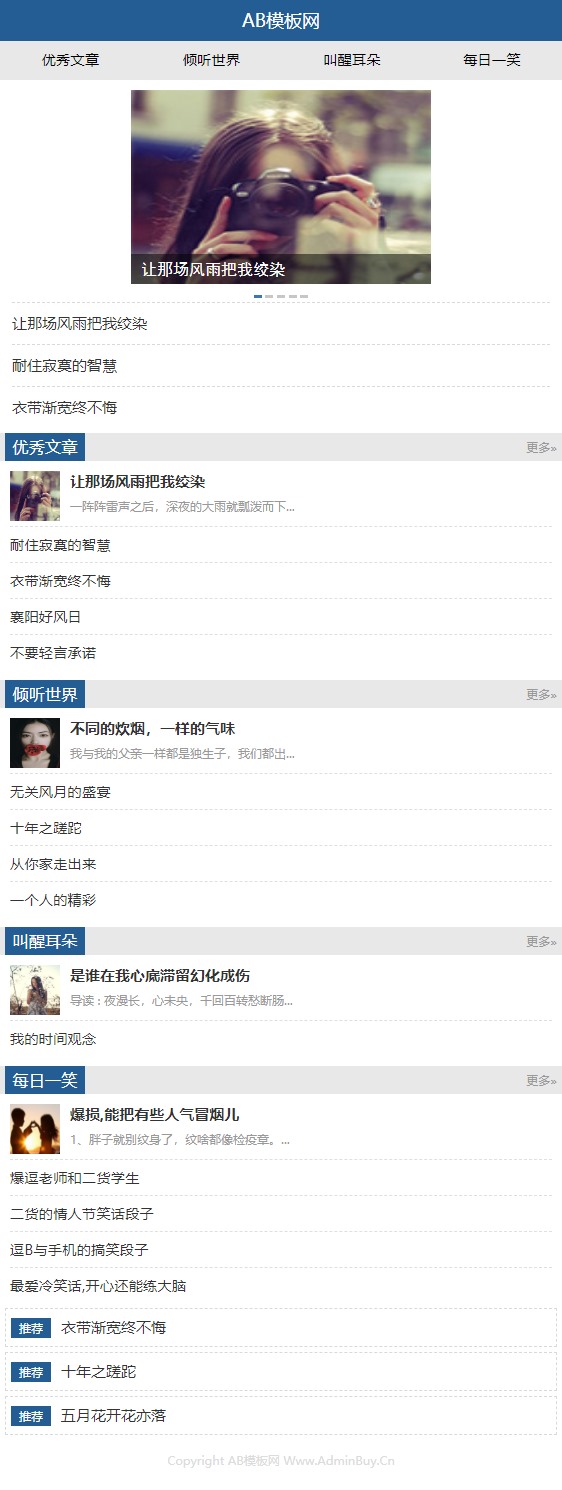 AB模板网
优秀文章 倾听世界 叫醒耳朵 每日一笑
让那场风雨把我绞染
让那场风雨把我绞染
耐住寂寞的智慧
衣带渐宽终不悔
优秀文章 更多»
让那场风雨把我绞染
一阵阵雷声之后，深夜的大雨就瓢泼而下...
耐住寂寞的智慧
衣带渐宽终不悔
襄阳好风日
不要轻言承诺
倾听世界 更多»
不同的炊烟，一样的气味
我与我的父亲一样都是独生子，我们都出...
无关风月的盛宴
十年之蹉跎
从你家走出来
一个人的精彩
叫醒耳朵 更多»
是谁在我心底滞留幻化成伤
导读：夜漫长，心未央，千回百转愁断肠...
我的时间观念
每日一笑 更多»
爆损,能把有些人气冒烟儿
1、胖子就别纹身了，纹啥都像检疫章。...
爆逗老师和二货学生
二货的情人节笑话段子
逗B与手机的搞笑段子
最爱冷笑话,开心还能练大脑
推荐 衣带渐宽终不悔
推荐 十年之蹉跎
推荐 五月花开花亦落
Copyright AB模板网 Www.AdminBuy.Cn